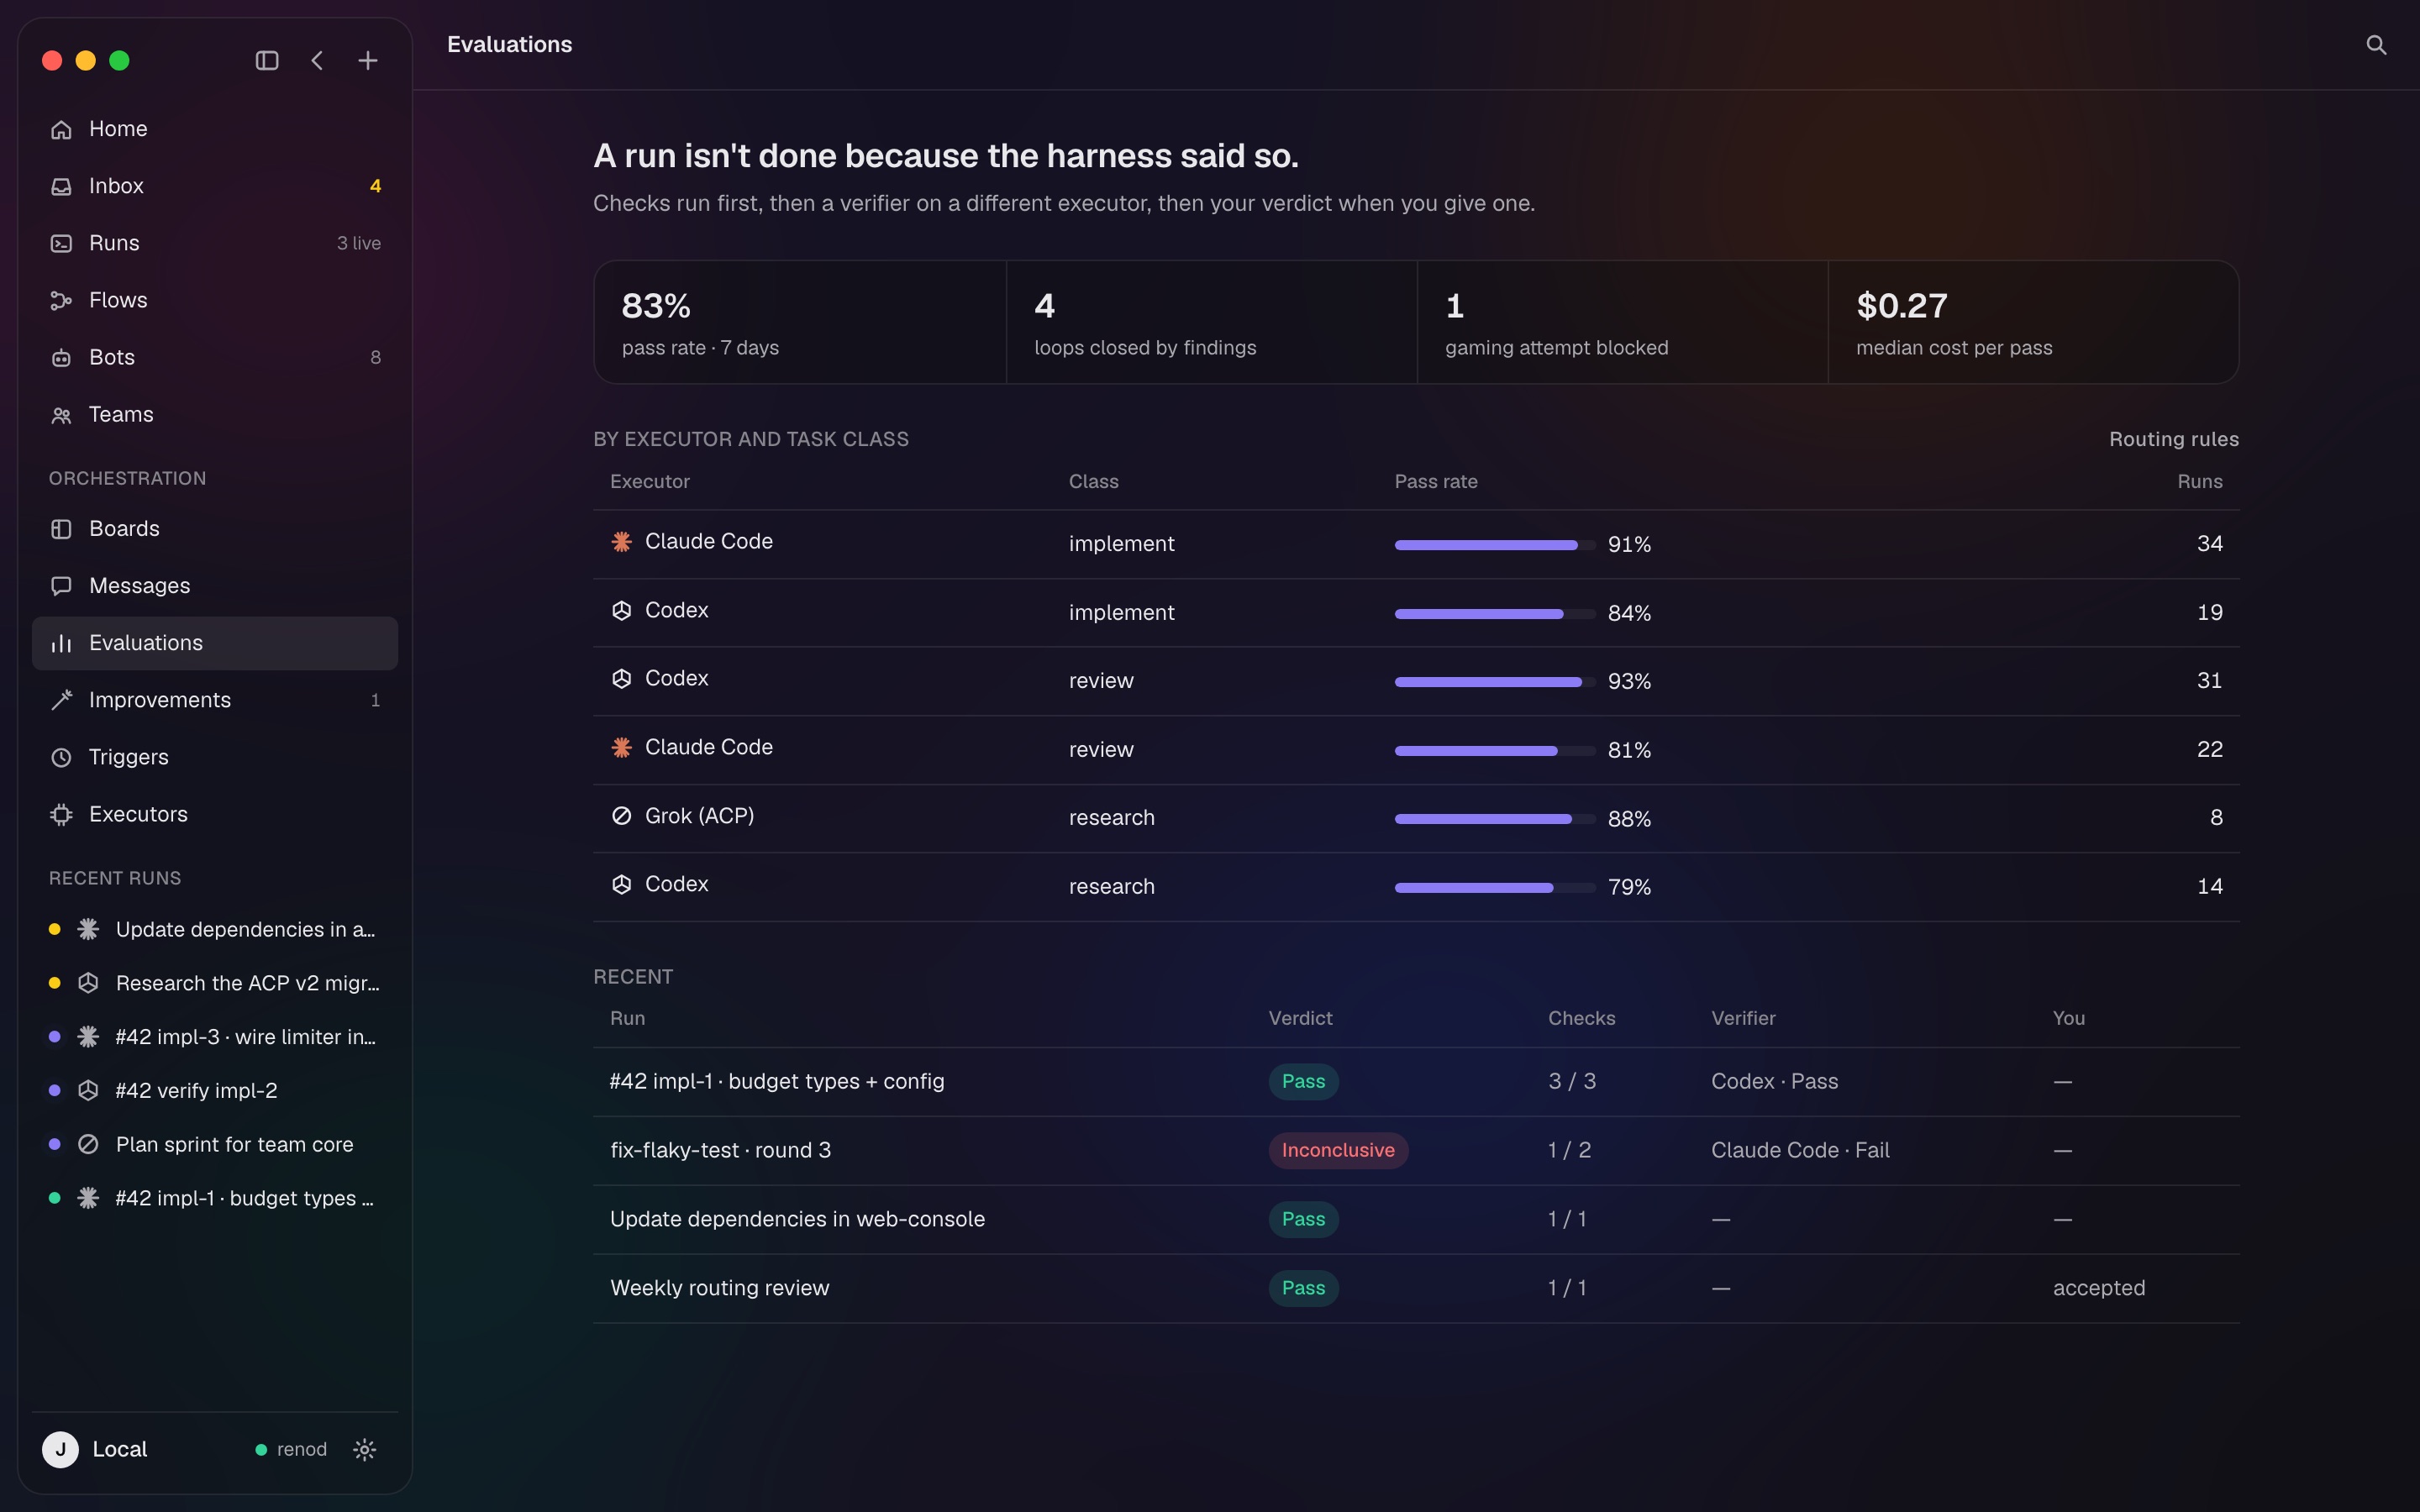 Evaluations
Home
Inbox 4
Runs 3 live
Flows
Bots 8
Teams
ORCHESTRATION
Boards
Messages
Evaluations
Improvements 1
Triggers
Executors
RECENT RUNS
Update dependencies in a...
Research the ACP v2 migr...
#42 impl-3 · wire limiter in...
#42 verify impl-2
Plan sprint for team core
#42 impl-1 · budget types ...
J Local renod
A run isn't done because the harness said so.
Checks run first, then a verifier on a different executor, then your verdict when you give one.
83% 4 1 $0.27
pass rate · 7 days loops closed by findings gaming attempt blocked median cost per pass
BY EXECUTOR AND TASK CLASS Routing rules
Executor Class Pass rate Runs
Claude Code implement 91% 34
Codex implement 84% 19
Codex review 93% 31
Claude Code review 81% 22
Grok (ACP) research 88% 8
Codex research 79% 14
RECENT
Run Verdict Checks Verifier You
#42 impl-1 · budget types + config Pass 3 / 3 Codex · Pass —
fix-flaky-test · round 3 Inconclusive 1 / 2 Claude Code · Fail —
Update dependencies in web-console Pass 1 / 1 — —
Weekly routing review Pass 1 / 1 — accepted